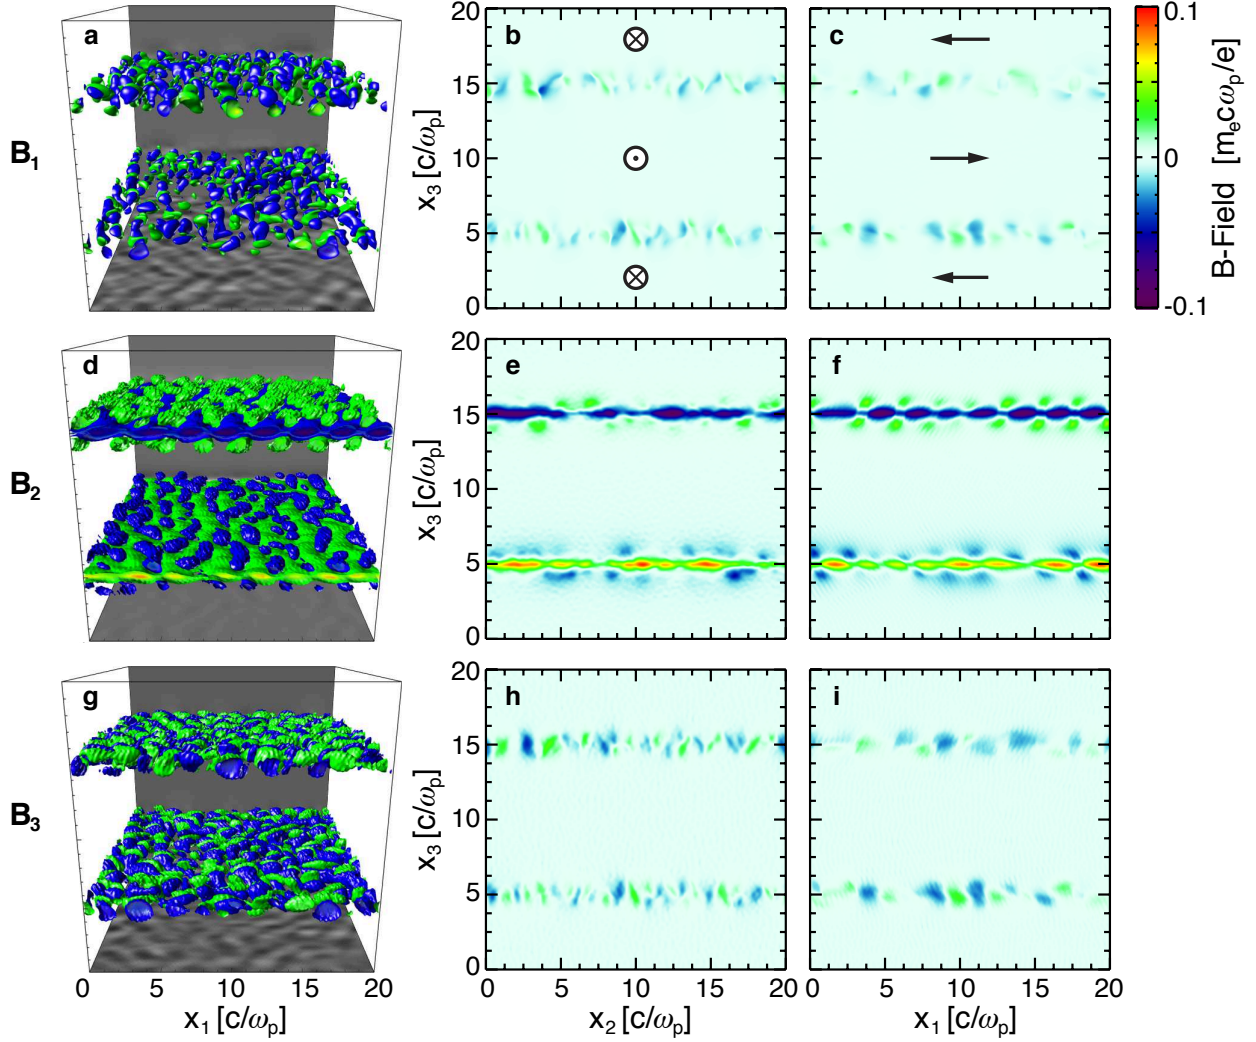 a
b
c
B₁
x₃ [c/ωₚ]
20
15
10
5
0
0.1
0
-0.1
B-Field [mₑcωₚ/e]
d
e
f
B₂
x₃ [c/ωₚ]
20
15
10
5
0
g
h
i
B₃
x₃ [c/ωₚ]
20
15
10
5
0
0 5 10 15 20
0 5 10 15 20
0 5 10 15 20
x₁ [c/ωₚ]
x₂ [c/ωₚ]
x₁ [c/ωₚ]